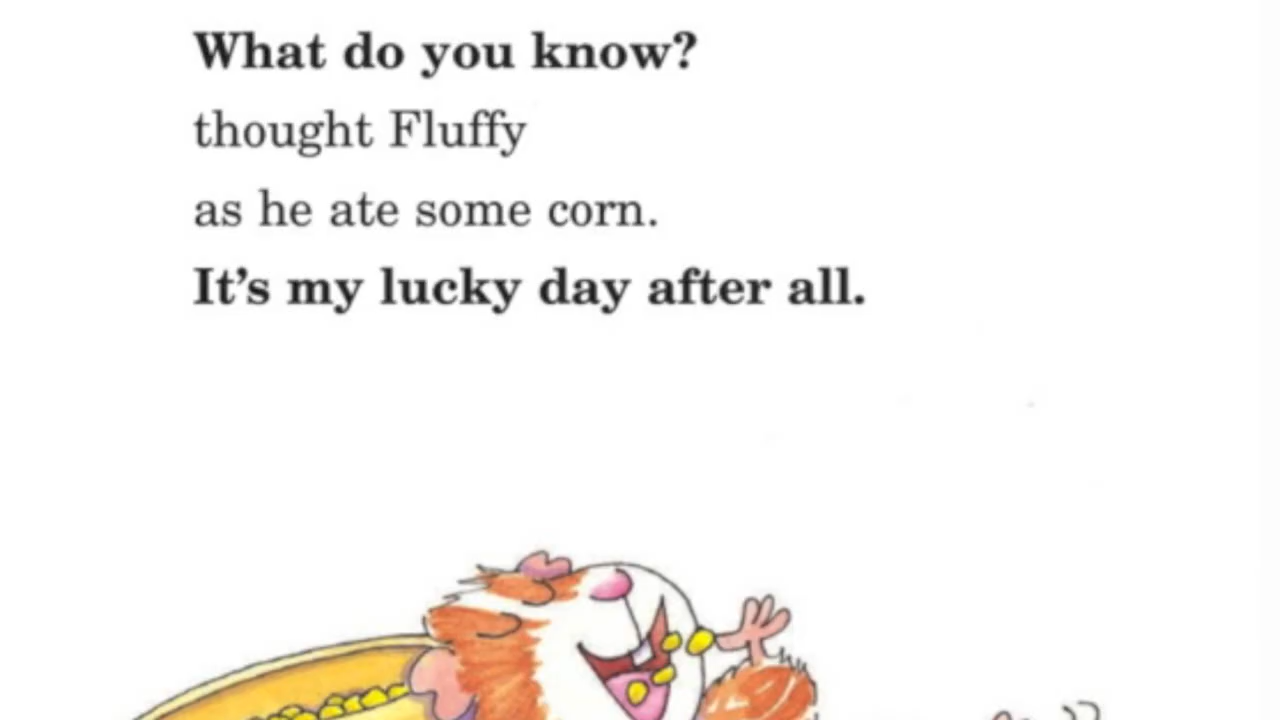 What do you know?
thought Fluffy
as he ate some corn.
It’s my lucky day after all.